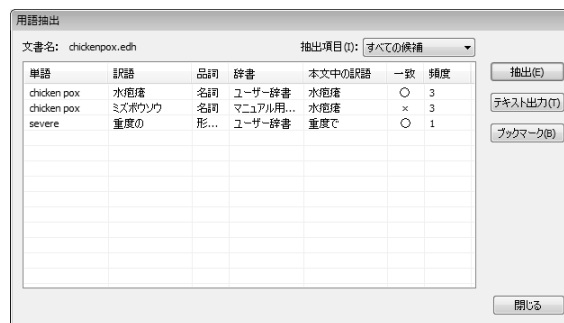 用語抽出
文書名: chickenpox.edh 抽出項目(I): すべての候補
単語 訳語 品詞 辞書 本文中の訳語 一致 頻度
chicken pox 水疱瘡 名詞 ユーザー辞書 水疱瘡 ○ 3
chicken pox ミズボウソウ 名詞 マニュアル用... 水疱瘡 × 3
severe 重度の 形... ユーザー辞書 重度で ○ 1
抽出(E)
テキスト出力(T)
ブックマーク(B)
閉じる